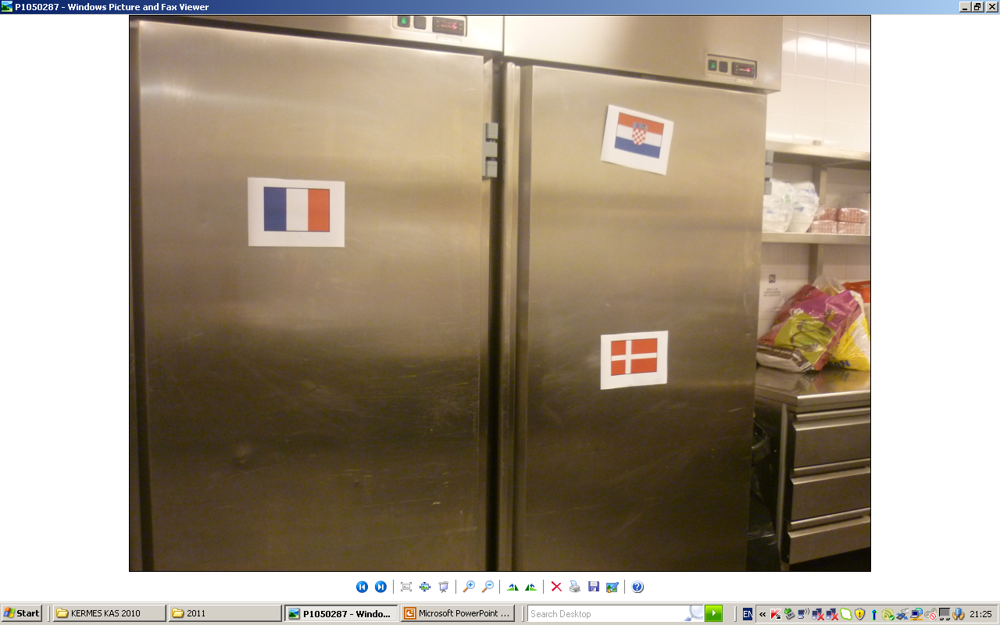 P1050287 - Windows Picture and Fax Viewer
Start
KERMES KAS 2010
2011
P1050287 - Windo...
Microsoft PowerPoint ...
Search Desktop
EN
21:25